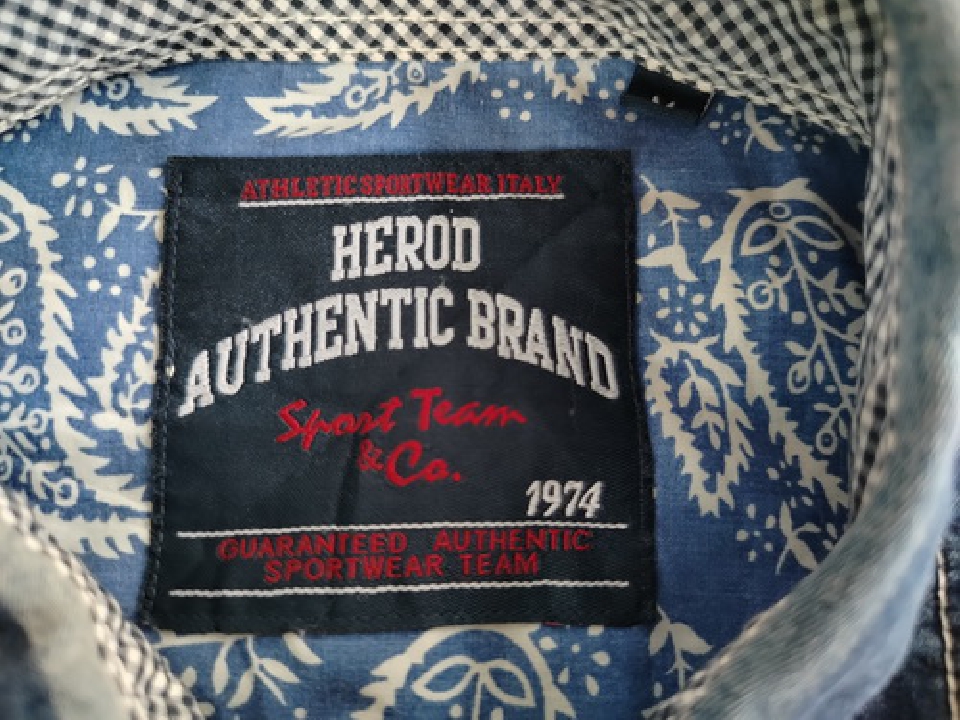 ATHLETIC SPORTWEAR ITALY
HEROD
AUTHENTIC BRAND
Sport Team
& Co.
1974
GUARANTEED AUTHENTIC
SPORTWEAR TEAM